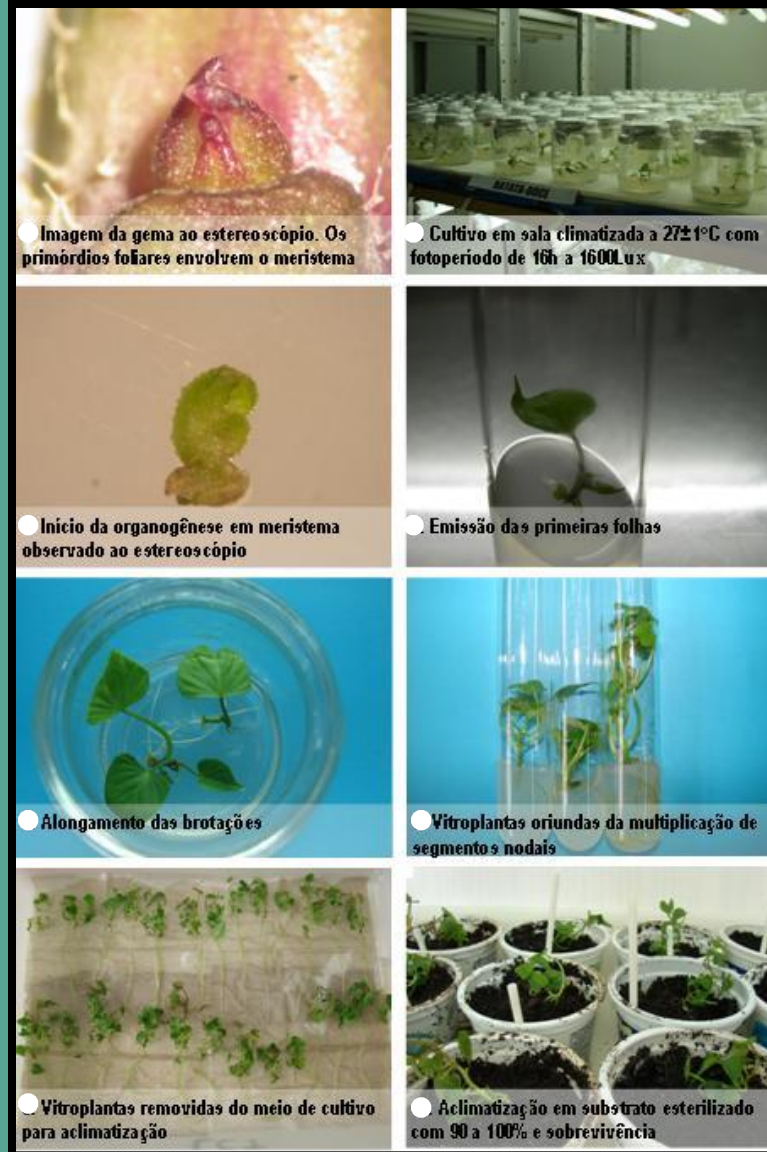 Imagem da gema ao estereoscópio. Os
primórdios foliares envolvem o meristema
Cultivo em sala climatizada a 27±1°C com
fotoperíodo de 16h a 1600Lux
BATATA-DOCE
Início da organogênese em meristema
observado ao estereoscópio
Emissão das primeiras folhas
Alongamento das brotações
Vitroplantas oriundas da multiplicação de
segmentos nodais
Vitroplantas removidas do meio de cultivo
para aclimatização
Aclimatização em substrato esterilizado
com 90 a 100% e sobrevivência